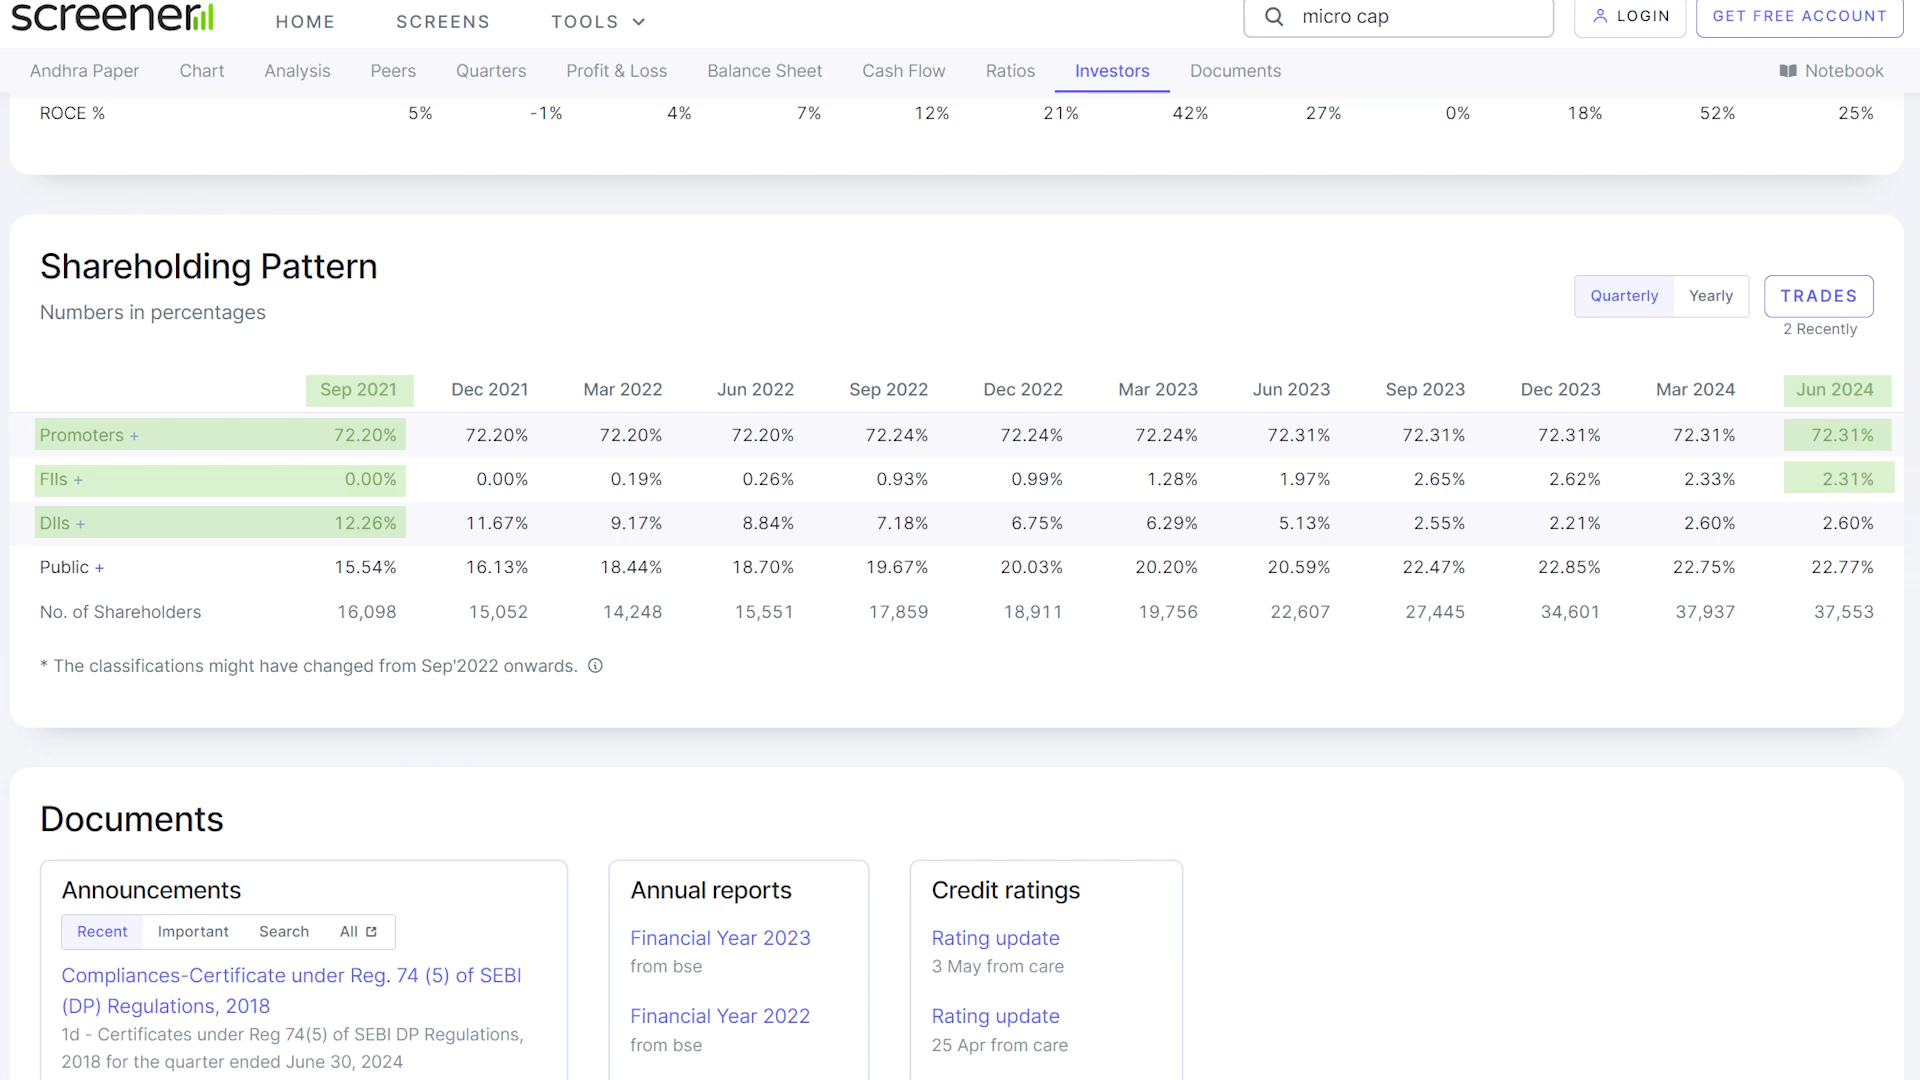 screener HOME SCREENS TOOLS micro cap LOGIN GET FREE ACCOUNT
Andhra Paper Chart Analysis Peers Quarters Profit & Loss Balance Sheet Cash Flow Ratios Investors Documents Notebook
ROCE % 5% -1% 4% 7% 12% 21% 42% 27% 0% 18% 52% 25%
Shareholding Pattern
Numbers in percentages
Quarterly Yearly TRADES
2 Recently
Sep 2021 Dec 2021 Mar 2022 Jun 2022 Sep 2022 Dec 2022 Mar 2023 Jun 2023 Sep 2023 Dec 2023 Mar 2024 Jun 2024
Promoters + 72.20% 72.20% 72.20% 72.20% 72.24% 72.24% 72.24% 72.31% 72.31% 72.31% 72.31% 72.31%
FIIs + 0.00% 0.00% 0.19% 0.26% 0.93% 0.99% 1.28% 1.97% 2.65% 2.62% 2.33% 2.31%
DIIs + 12.26% 11.67% 9.17% 8.84% 7.18% 6.75% 6.29% 5.13% 2.55% 2.21% 2.60% 2.60%
Public + 15.54% 16.13% 18.44% 18.70% 19.67% 20.03% 20.20% 20.59% 22.47% 22.85% 22.75% 22.77%
No. of Shareholders 16,098 15,052 14,248 15,551 17,859 18,911 19,756 22,607 27,445 34,601 37,937 37,553
* The classifications might have changed from Sep'2022 onwards.
Documents
Announcements
Recent Important Search All
Compliances-Certificate under Reg. 74 (5) of SEBI
(DP) Regulations, 2018
1d - Certificates under Reg 74(5) of SEBI DP Regulations,
2018 for the quarter ended June 30, 2024
Annual reports
Financial Year 2023
from bse
Financial Year 2022
from bse
Credit ratings
Rating update
3 May from care
Rating update
25 Apr from care